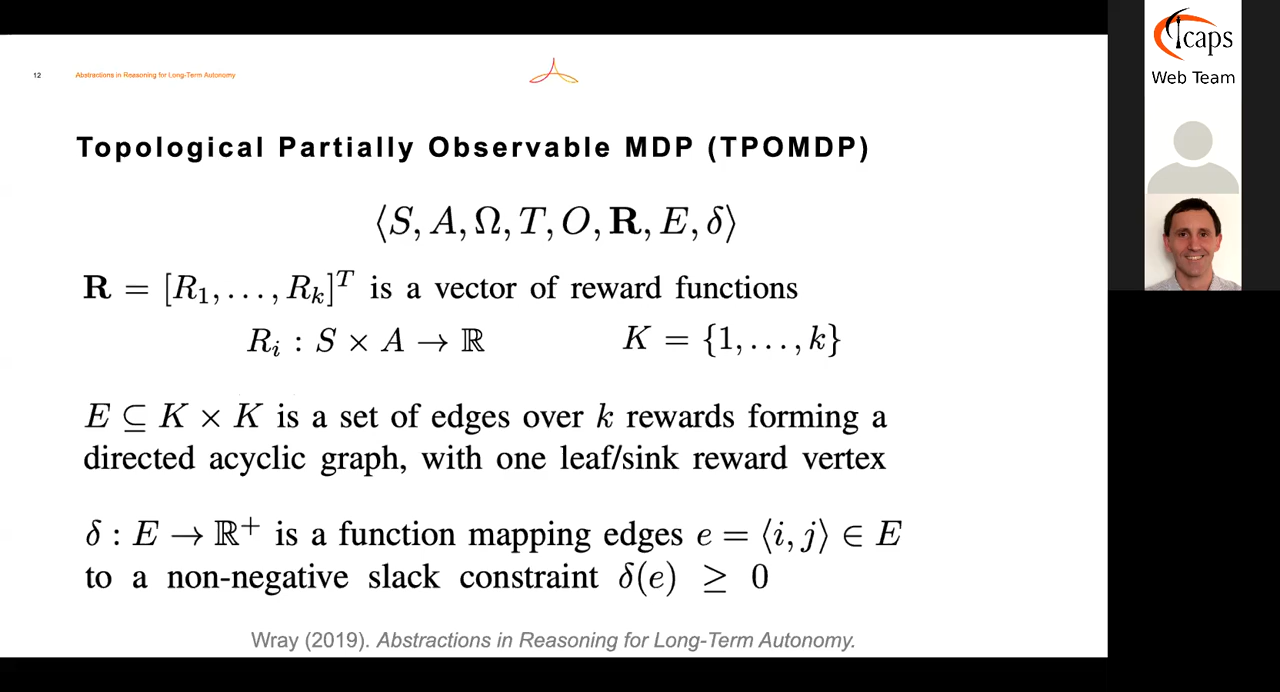 12 Abstractions in Reasoning for Long-Term Autonomy
Topological Partially Observable MDP (TPOMDP)
⟨S, A, Ω, T, O, R, E, δ⟩
R = [R₁, . . . , Rₖ]ᵀ is a vector of reward functions
Rᵢ : S × A → ℝ K = {1, . . . , k}
E ⊆ K × K is a set of edges over k rewards forming a
directed acyclic graph, with one leaf/sink reward vertex
δ : E → ℝ⁺ is a function mapping edges e = ⟨i, j⟩ ∈ E
to a non-negative slack constraint δ(e) ≥ 0
Wray (2019). Abstractions in Reasoning for Long-Term Autonomy.
icaps
Web Team